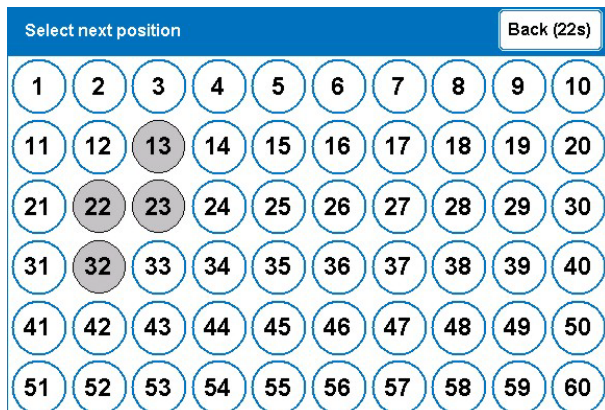 Select next position Back (22s)
1 2 3 4 5 6 7 8 9 10
11 12 13 14 15 16 17 18 19 20
21 22 23 24 25 26 27 28 29 30
31 32 33 34 35 36 37 38 39 40
41 42 43 44 45 46 47 48 49 50
51 52 53 54 55 56 57 58 59 60